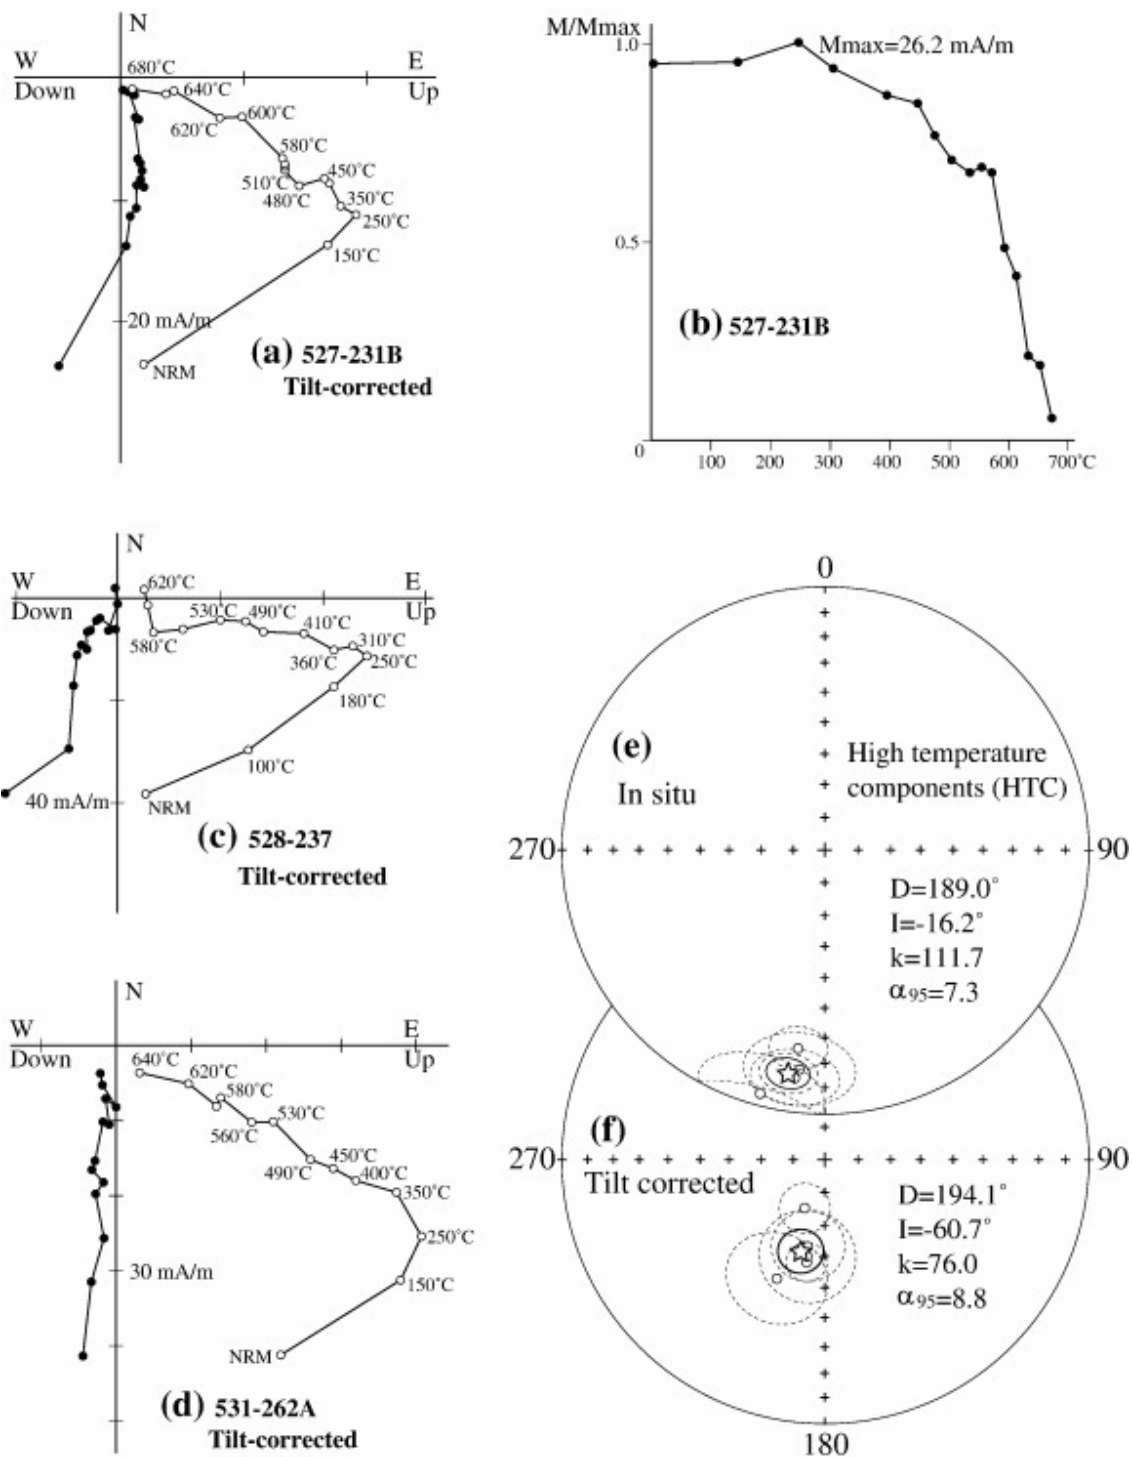 N
W
E
Down
Up
680°C
640°C
620°C
600°C
580°C
510°C
450°C
480°C
350°C
250°C
150°C
20 mA/m
NRM
(a) 527-231B
Tilt-corrected
M/Mmax
1.0
Mmax=26.2 mA/m
0.5
(b) 527-231B
0
100
200
300
400
500
600
700°C
N
W
E
Down
Up
620°C
530°C
490°C
580°C
410°C
310°C
360°C
250°C
180°C
100°C
40 mA/m
NRM
(c) 528-237
Tilt-corrected
N
W
E
Down
Up
640°C
620°C
580°C
560°C
530°C
450°C
490°C
400°C
350°C
250°C
30 mA/m
150°C
NRM
(d) 531-262A
Tilt-corrected
0
(e)
In situ
High temperature
components (HTC)
270
90
D=189.0°
I=-16.2°
k=111.7
α95=7.3
(f)
Tilt corrected
270
90
D=194.1°
I=-60.7°
k=76.0
α95=8.8
180